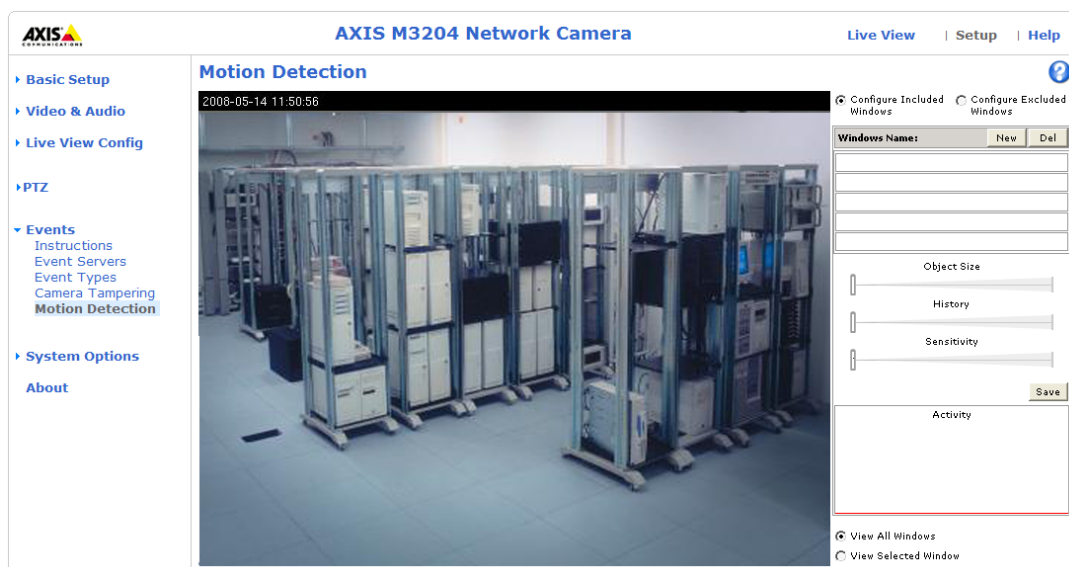 AXIS
COMMUNICATIONS
AXIS M3204 Network Camera
Live View | Setup | Help
Basic Setup
Video & Audio
Live View Config
PTZ
Events
Instructions
Event Servers
Event Types
Camera Tampering
Motion Detection
System Options
About
Motion Detection
?
2008-05-14 11:50:56
Configure Included Windows
Configure Excluded Windows
Windows Name: New Del
Object Size
History
Sensitivity
Save
Activity
View All Windows
View Selected Window